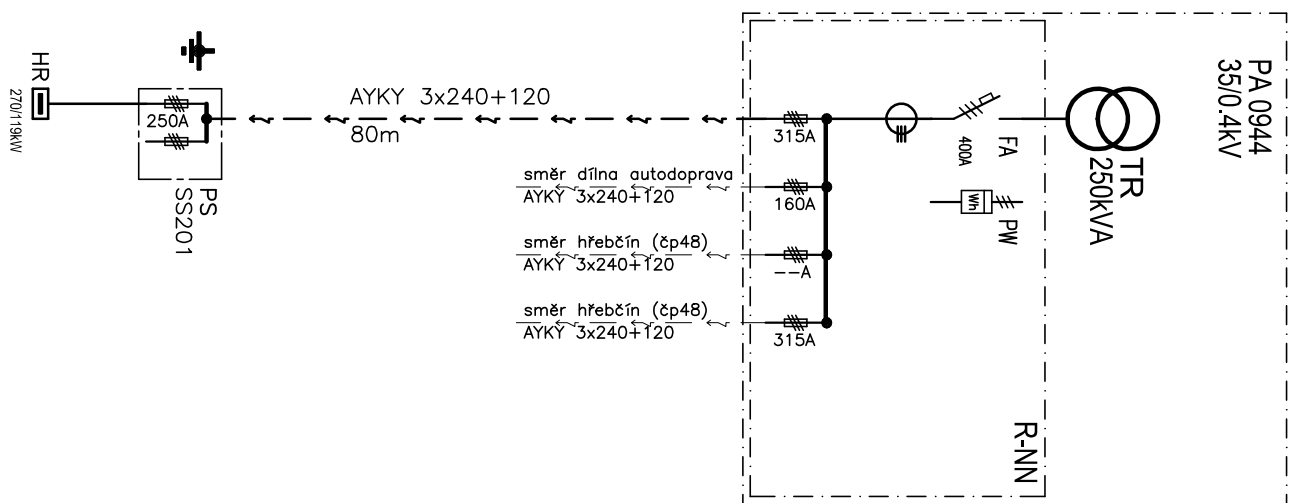 PA 0944
35/0.4kV
TR
250kVA
FA
400A
Wh
PW
R-NN
315A
160A
--A
315A
AYKY 3x240+120
80m
směr dílna autodoprava
AYKY 3x240+120
směr hřebčín (čp48)
AYKY 3x240+120
směr hřebčín (čp48)
AYKY 3x240+120
250A
PS
SS201
HR
270/119kW